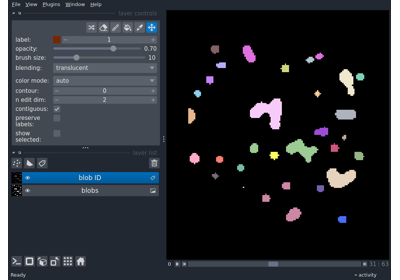 File View Plugins Window Help
layer controls
label: 1
opacity: 0.70
brush size: 10
blending: translucent
color mode: auto
contour: 0
n edit dim: 2
contiguous:
preserve
labels:
show
selected:
layer list
blob ID
blobs
31 63
Ready
activity